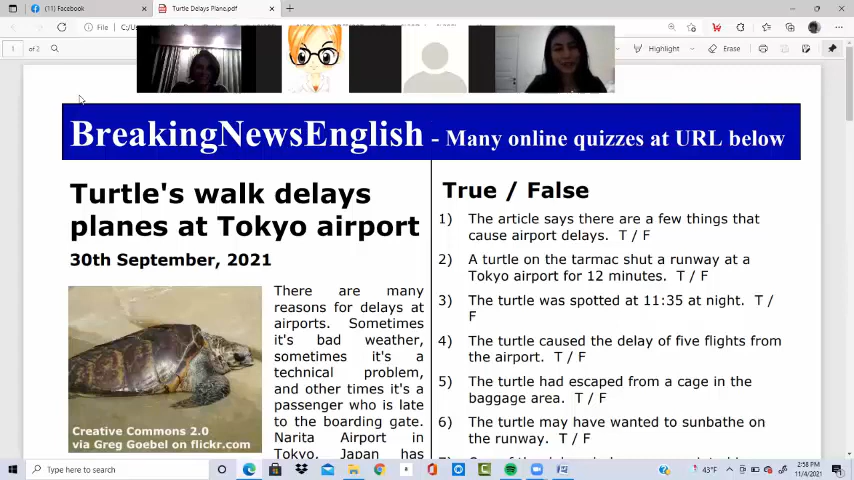 Facebook
Turtle Delays Plane.pdf
File
C:/Us
1 of 2
Highlight
Erase
BreakingNewsEnglish - Many online quizzes at URL below
Turtle's walk delays
planes at Tokyo airport
30th September, 2021
There are many
reasons for delays at
airports. Sometimes
it's bad weather,
sometimes it's a
technical problem,
and other times it's a
passenger who is late
to the boarding gate.
Narita Airport in
Tokyo, Japan has
Creative Commons 2.0
via Greg Goebel on flickr.com
True / False
1) The article says there are a few things that
cause airport delays. T / F
2) A turtle on the tarmac shut a runway at a
Tokyo airport for 12 minutes. T / F
3) The turtle was spotted at 11:35 at night. T /
F
4) The turtle caused the delay of five flights from
the airport. T / F
5) The turtle had escaped from a cage in the
baggage area. T / F
6) The turtle may have wanted to sunbathe on
the runway. T / F
Type here to search
43°F
2:58 PM
11/4/2021